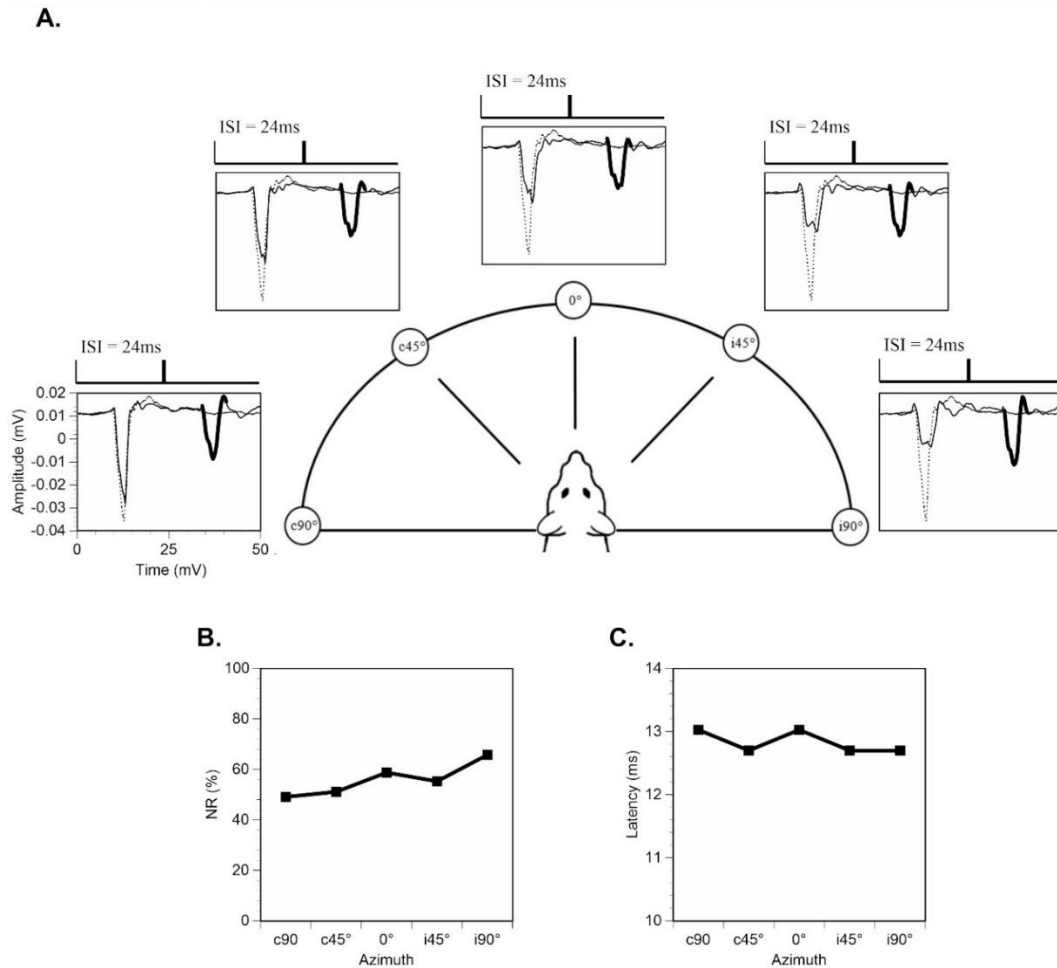 A.
ISI = 24ms
ISI = 24ms
ISI = 24ms
ISI = 24ms
ISI = 24ms
0°
c45°
i45°
c90°
i90°
0.02
0.01
0
-0.01
-0.02
-0.03
-0.04
Amplitude (mV)
0 25 50
Time (mV)
B.
100
80
60
40
20
0
NR (%)
c90 c45° 0° i45° i90°
Azimuth
C.
14
13
12
11
10
Latency (ms)
c90 c45° 0° i45° i90°
Azimuth